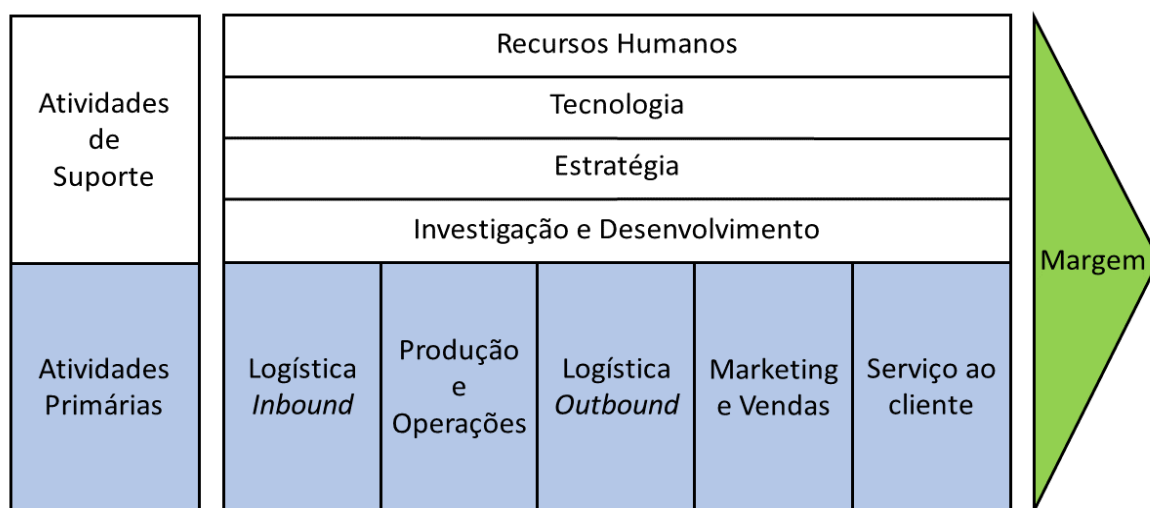 Atividades
de
Suporte
Recursos Humanos
Tecnologia
Estratégia
Investigação e Desenvolvimento
Margem
Atividades
Primárias
Logística
Inbound
Produção
e
Operações
Logística
Outbound
Marketing
e Vendas
Serviço ao
cliente